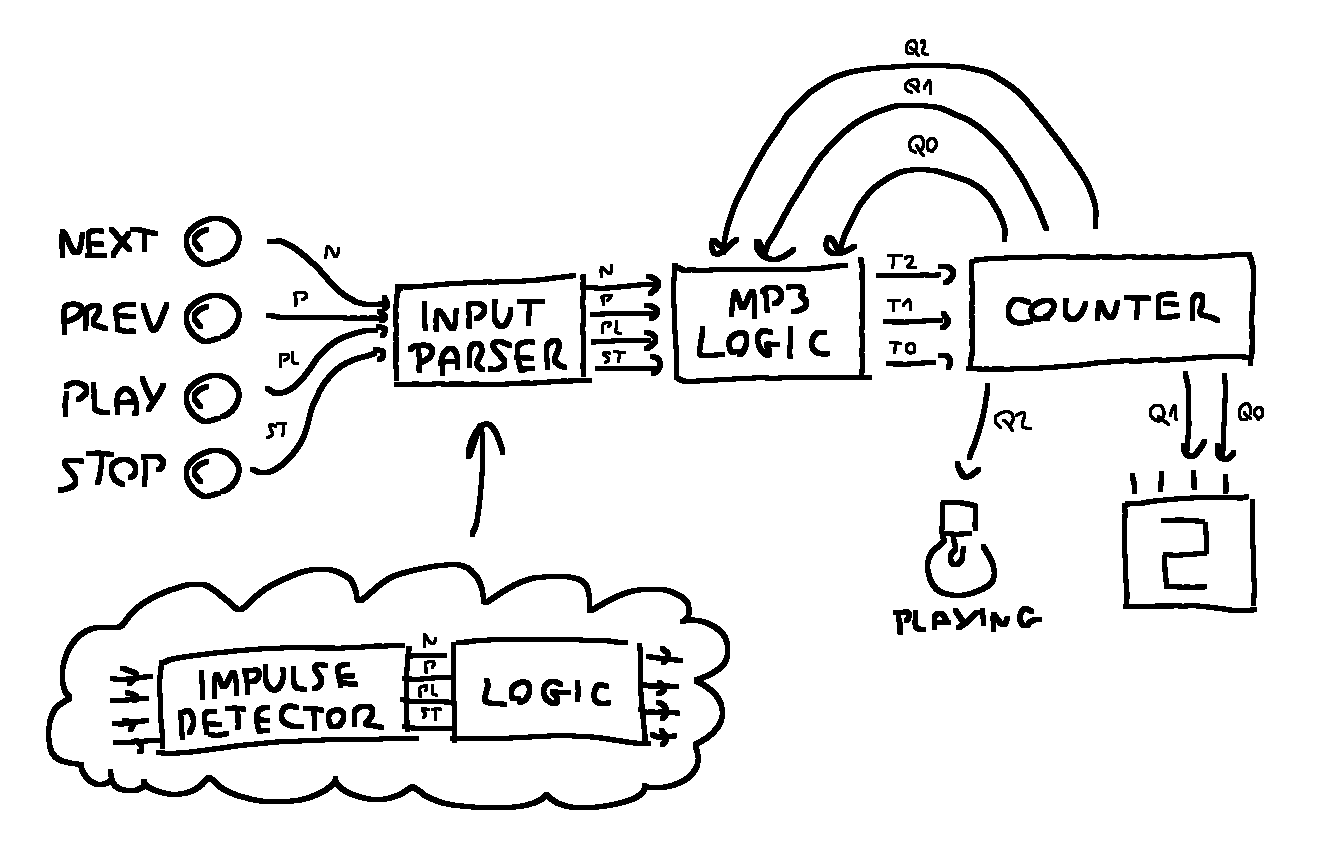 Q2
Q1
Q0
NEXT
N
PREV
P
PLAY
PL
STOP
ST
INPUT
PARSER
N
P
PL
ST
MP3
LOGIC
T2
T1
T0
COUNTER
Q2
Q1
Q0
PLAYING
2
IMPULSE
DETECTOR
N
P
PL
ST
LOGIC